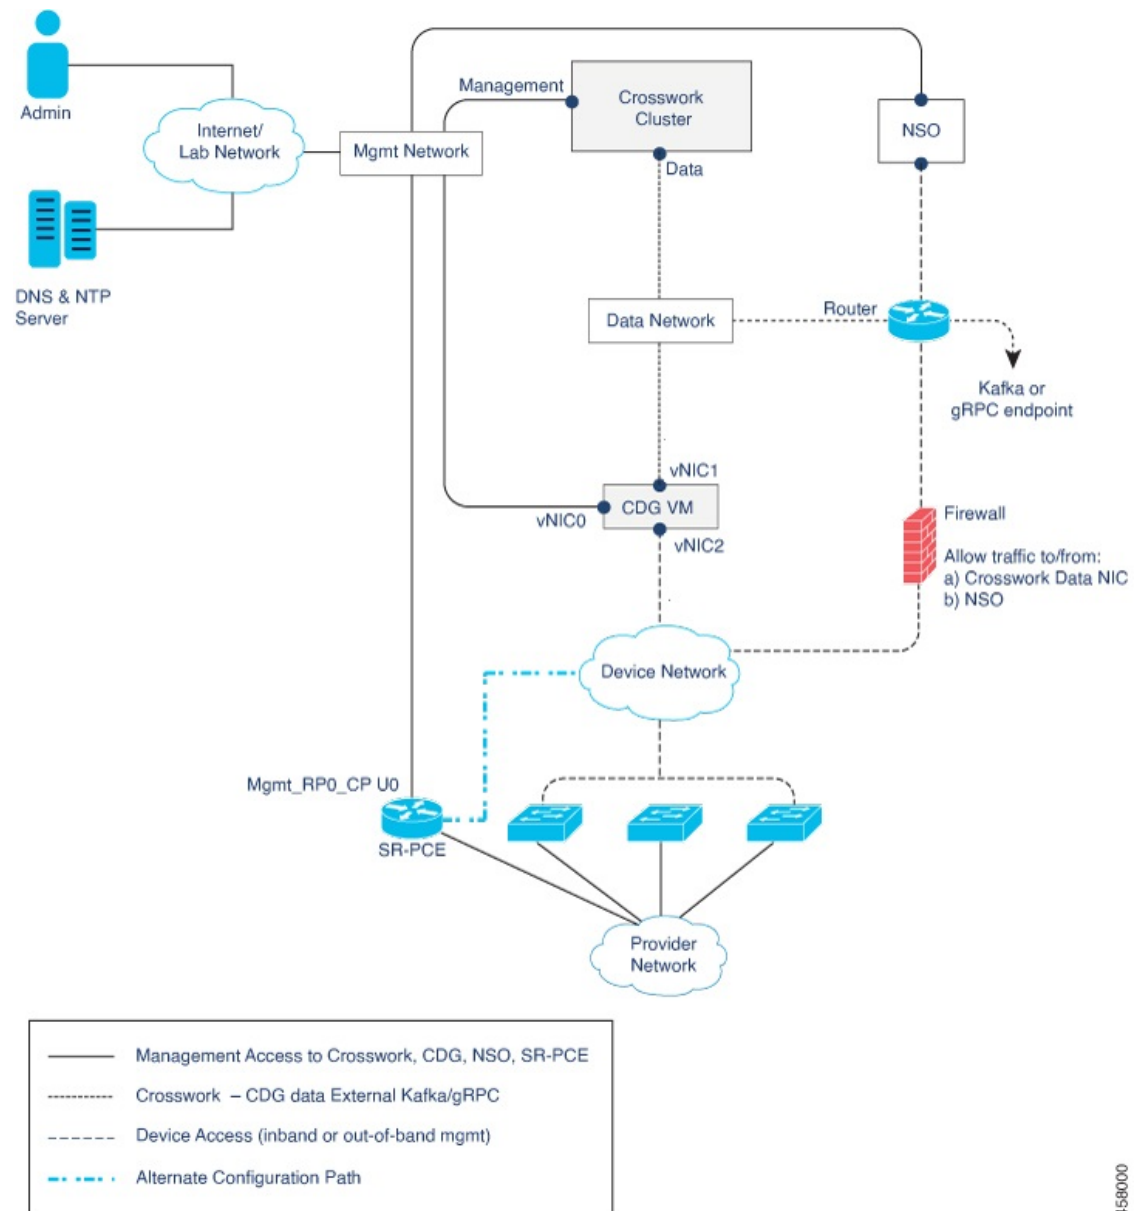 Admin
Internet/
Lab Network
DNS & NTP
Server
Mgmt Network
Management
Crosswork
Cluster
Data
NSO
Data Network
Router
Kafka or
gRPC endpoint
vNIC1
CDG VM
vNIC0
vNIC2
Firewall
Allow traffic to/from:
a) Crosswork Data NIC
b) NSO
Device Network
Mgmt_RP0_CP U0
SR-PCE
Provider
Network
Management Access to Crosswork, CDG, NSO, SR-PCE
Crosswork – CDG data External Kafka/gRPC
Device Access (inband or out-of-band mgmt)
Alternate Configuration Path